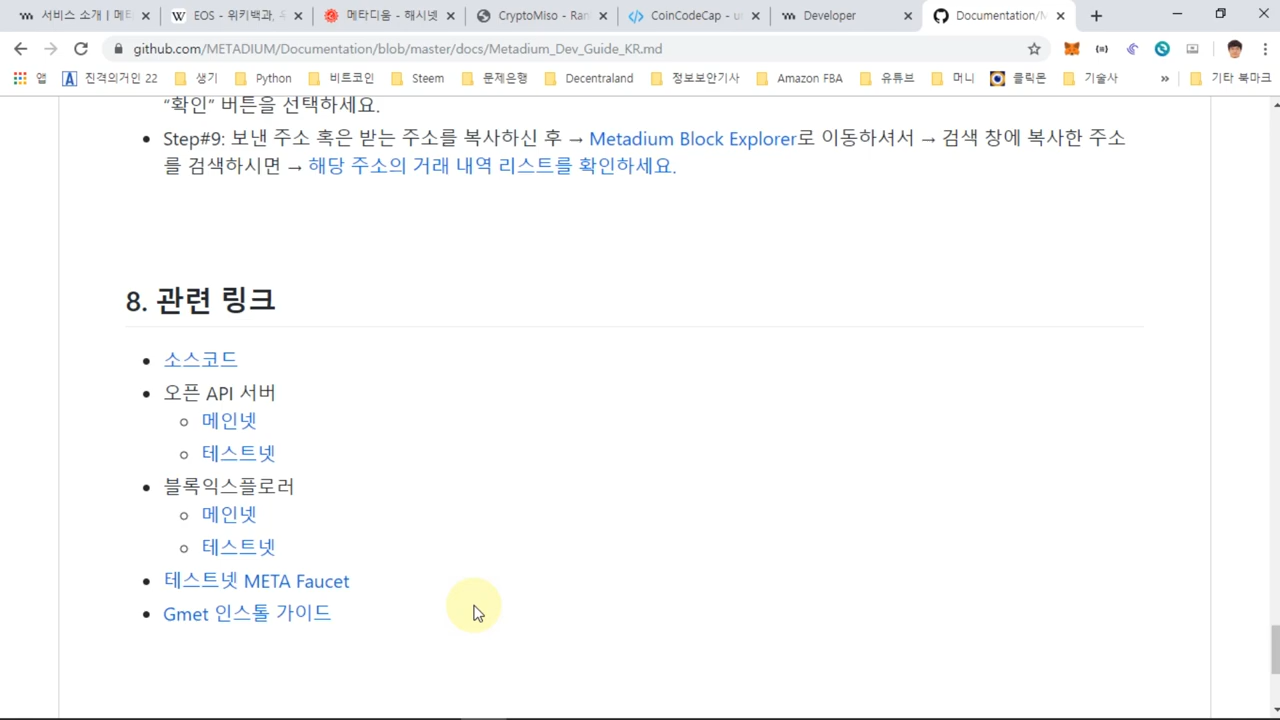 서비스 소개 | 메타
EOS - 위키백과, 우
메타디움 - 해시넷
CryptoMiso - Ran
CoinCodeCap - u
Developer
Documentation/M
github.com/METADIUM/Documentation/blob/master/docs/Metadium_Dev_Guide_KR.md
앱
진격의거인 22
생기
Python
비트코인
Steem
문제은행
Decentraland
정보보안기사
Amazon FBA
유튜브
머니
클릭몬
기술사
»
기타 북마크
“확인” 버튼을 선택하세요.
• Step#9: 보낸 주소 혹은 받는 주소를 복사하신 후 → Metadium Block Explorer로 이동하셔서 → 검색 창에 복사한 주소
를 검색하시면 → 해당 주소의 거래 내역 리스트를 확인하세요.
8. 관련 링크
• 소스코드
• 오픈 API 서버
○ 메인넷
○ 테스트넷
• 블록익스플로러
○ 메인넷
○ 테스트넷
• 테스트넷 META Faucet
• Gmet 인스톨 가이드